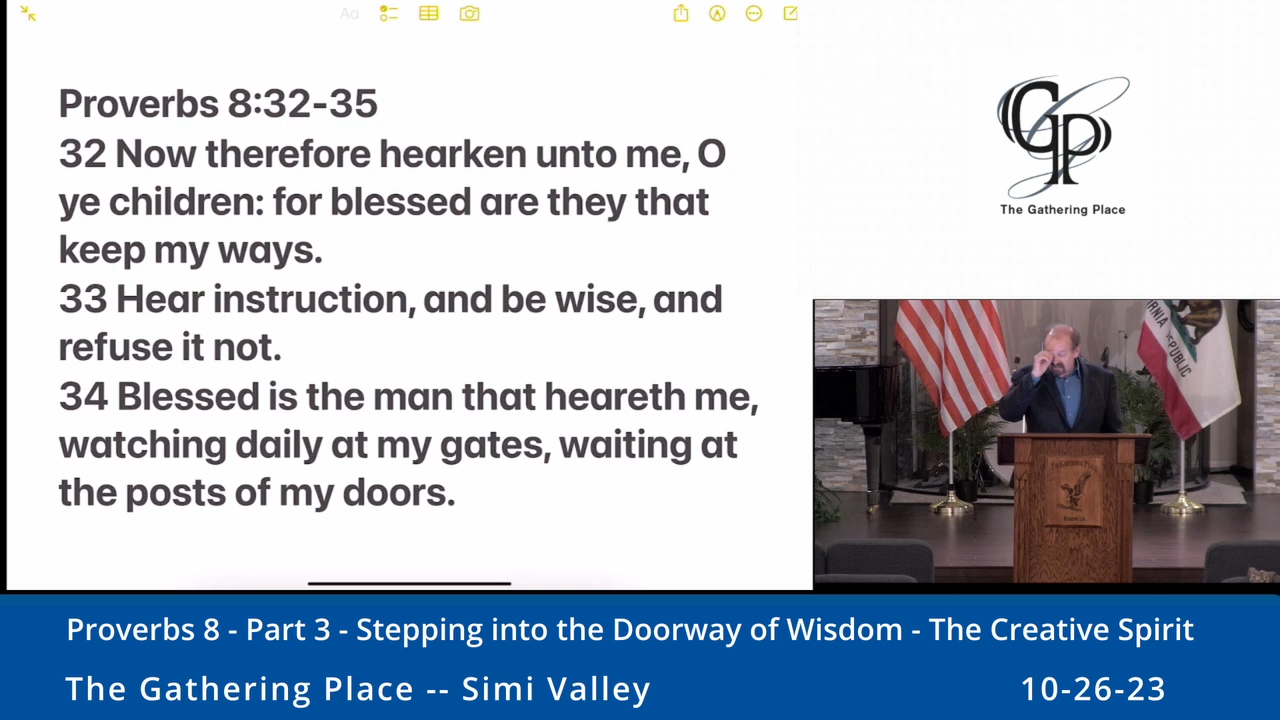 Aa
Proverbs 8:32-35
32 Now therefore hearken unto me, O
ye children: for blessed are they that
keep my ways.
33 Hear instruction, and be wise, and
refuse it not.
34 Blessed is the man that heareth me,
watching daily at my gates, waiting at
the posts of my doors.
GP
The Gathering Place
PUBLIC
Proverbs 8 - Part 3 - Stepping into the Doorway of Wisdom - The Creative Spirit
The Gathering Place -- Simi Valley
10-26-23